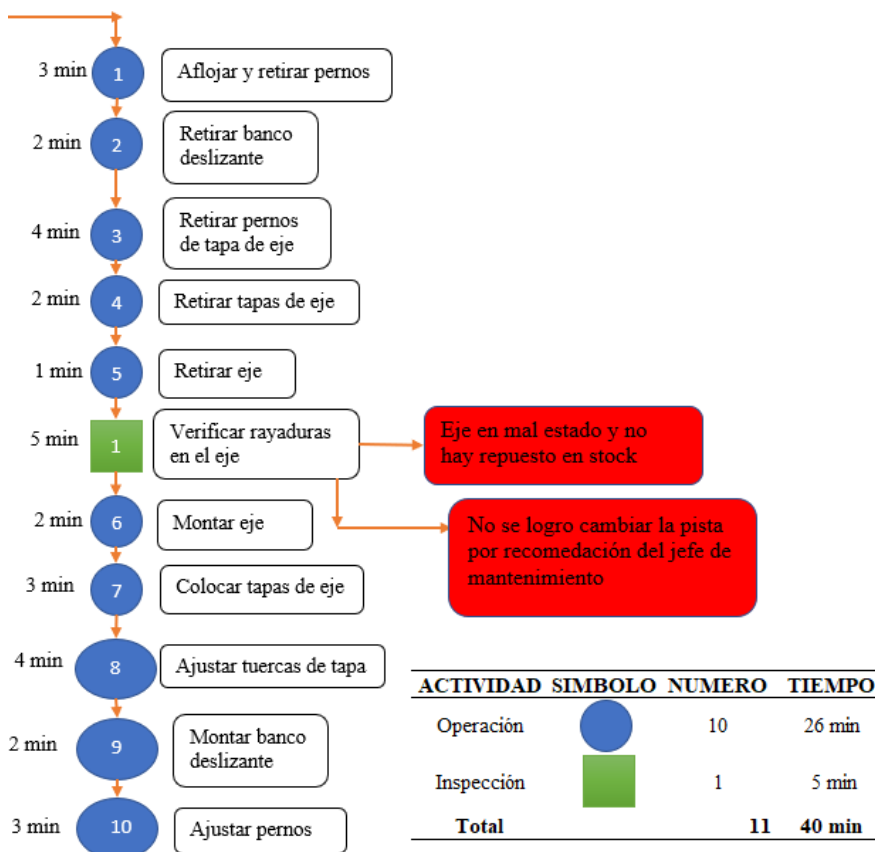 3 min 1 Aflojar y retirar pernos
2 min 2 Retirar banco
deslizante
4 min 3 Retirar pernos
de tapa de eje
2 min 4 Retirar tapas de eje
1 min 5 Retirar eje
5 min 1 Verificar rayaduras
en el eje
Eje en mal estado y no
hay repuesto en stock
2 min 6 Montar eje
No se logro cambiar la pista
por recomedación del jefe de
mantenimiento
3 min 7 Colocar tapas de eje
4 min 8 Ajustar tuercas de tapa
2 min 9 Montar banco
deslizante
3 min 10 Ajustar pernos
ACTIVIDAD SIMBOLO NUMERO TIEMPO
Operación 10 26 min
Inspección 1 5 min
Total 11 40 min